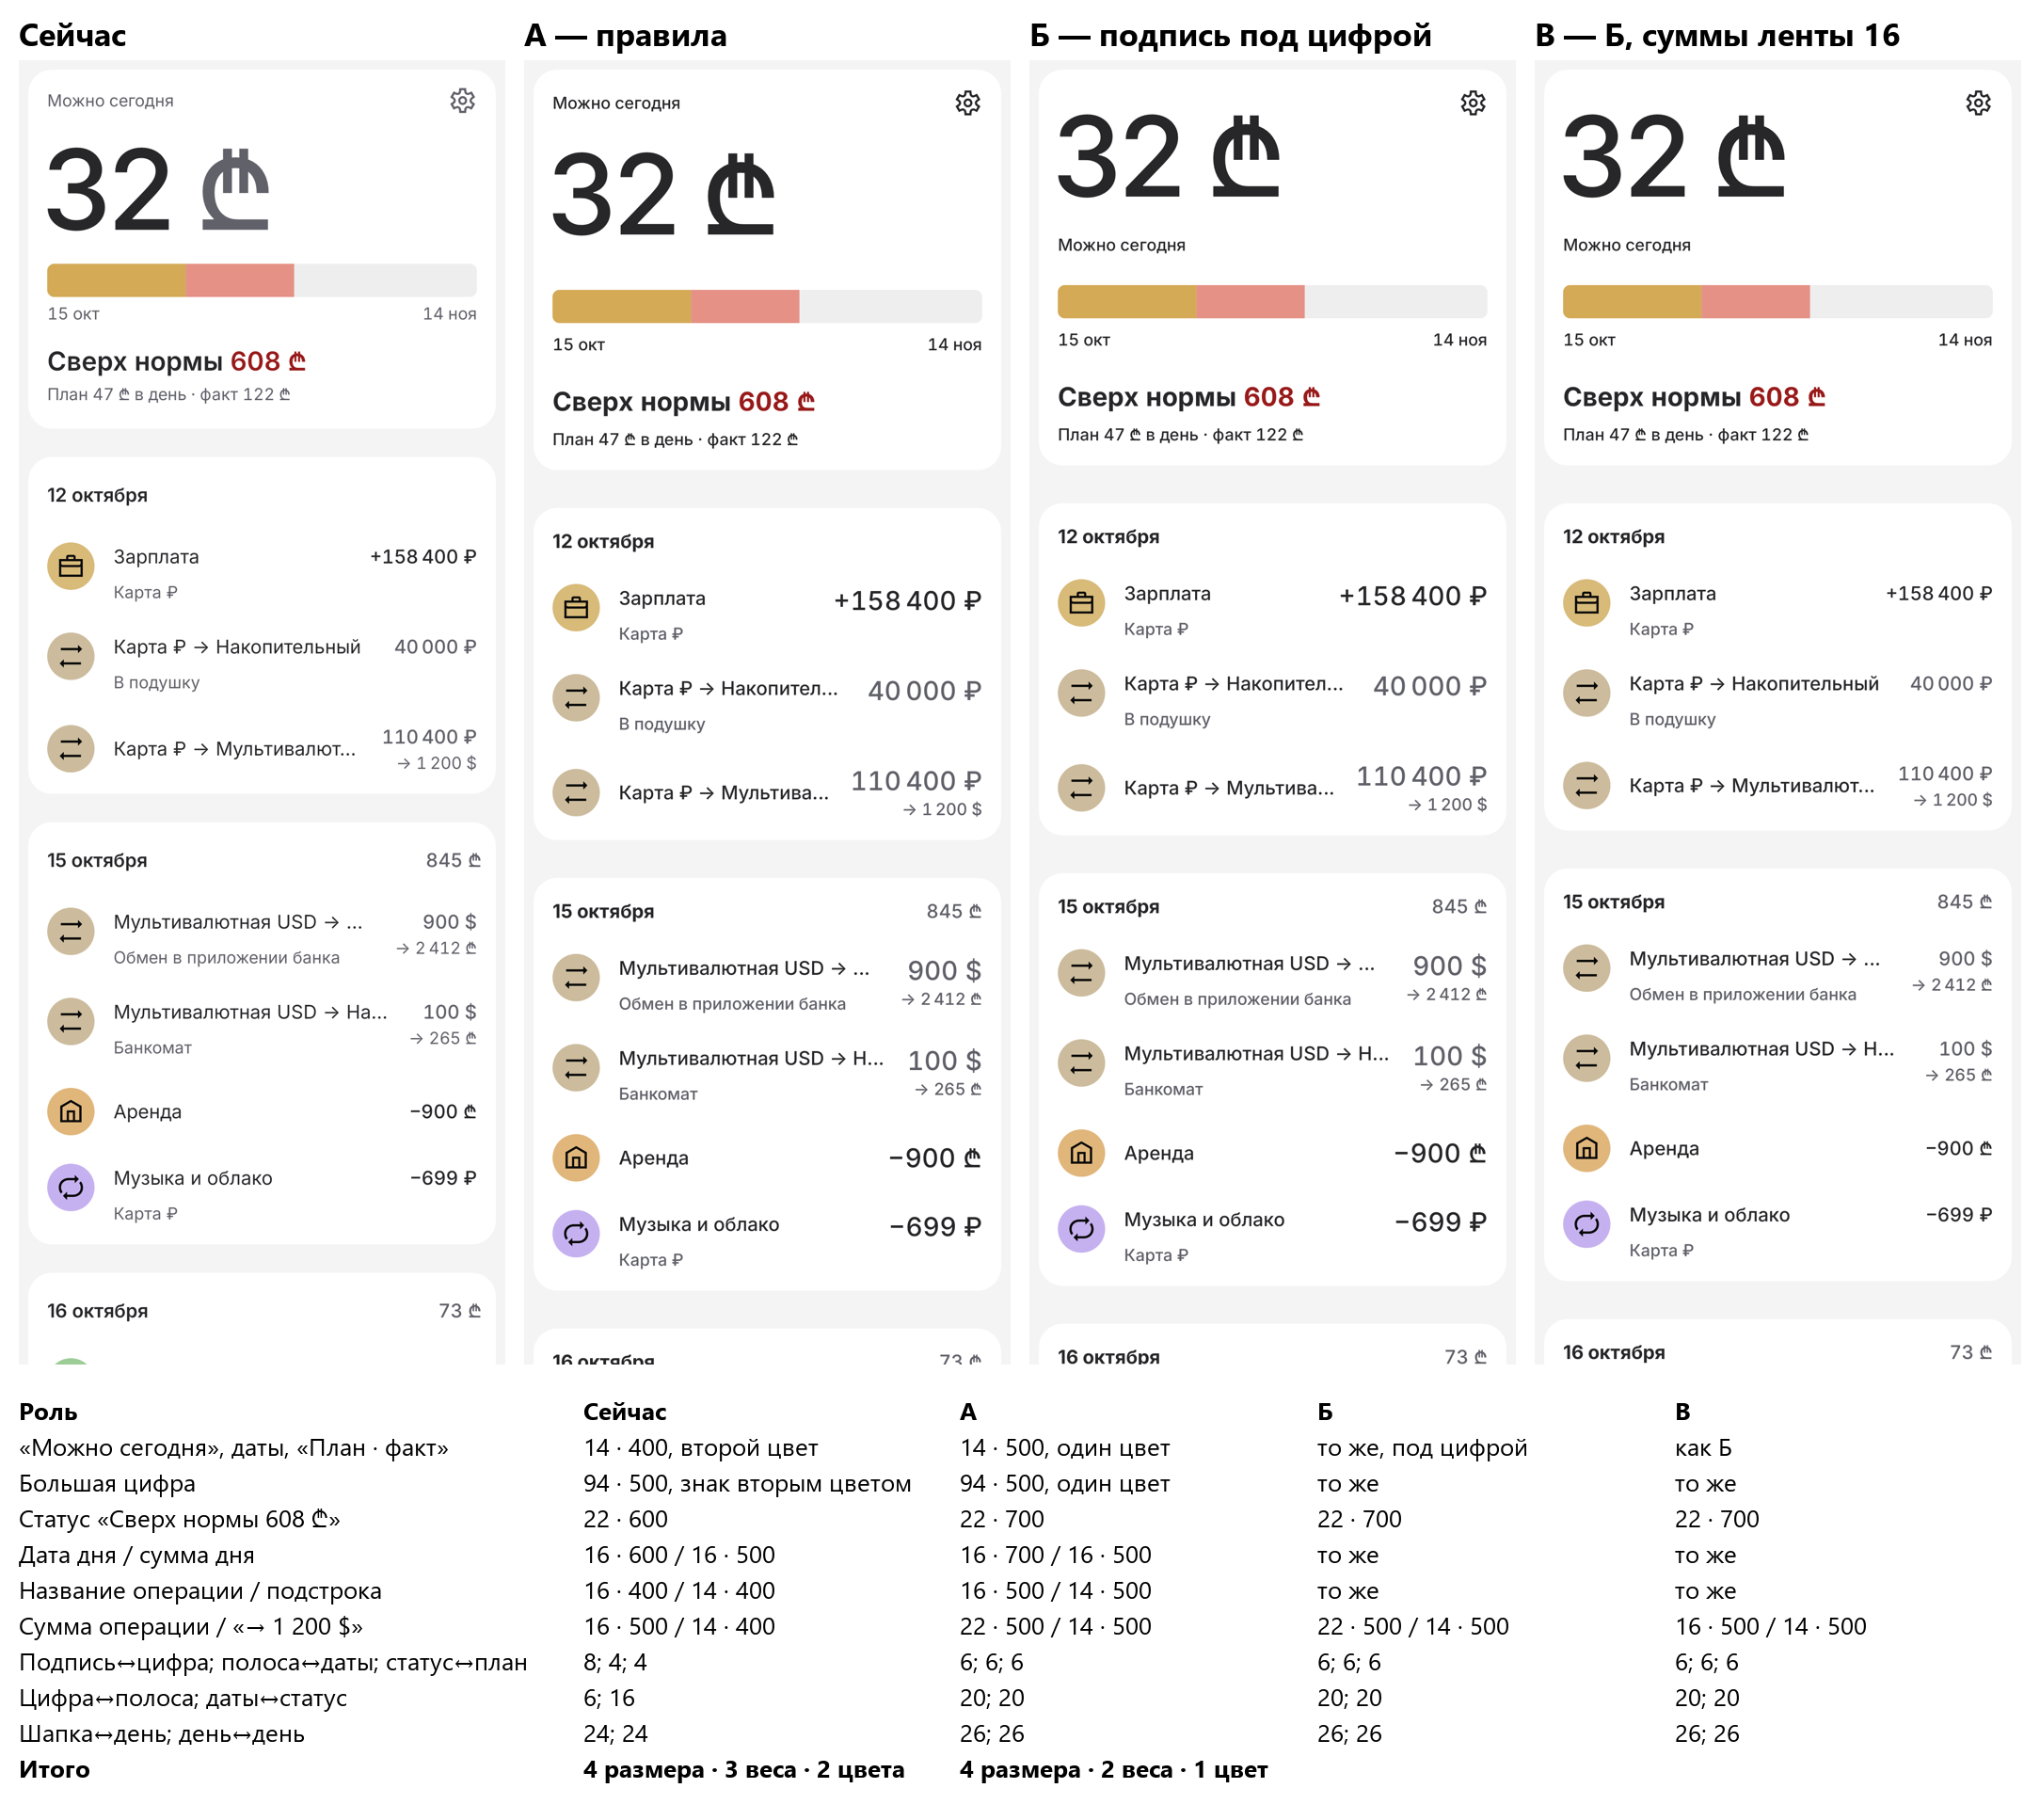 Сейчас
Можно сегодня
32 ₾
15 окт 14 ноя
Сверх нормы 608 ₾
План 47 ₾ в день · факт 122 ₾
12 октября
Зарплата +158 400 ₽
Карта ₽
Карта ₽ → Накопительный 40 000 ₽
В подушку
Карта ₽ → Мультивалют... 110 400 ₽
→ 1 200 $
15 октября 845 ₾
Мультивалютная USD → ... 900 $
Обмен в приложении банка → 2 412 ₾
Мультивалютная USD → На... 100 $
Банкомат → 265 ₾
Аренда −900 ₾
Музыка и облако −699 ₽
Карта ₽
16 октября 73 ₾
А — правила
Можно сегодня
32 ₾
15 окт 14 ноя
Сверх нормы 608 ₾
План 47 ₾ в день · факт 122 ₾
12 октября
Зарплата +158 400 ₽
Карта ₽
Карта ₽ → Накопител... 40 000 ₽
В подушку
Карта ₽ → Мультива... 110 400 ₽
→ 1 200 $
15 октября 845 ₾
Мультивалютная USD → ... 900 $
Обмен в приложении банка → 2 412 ₾
Мультивалютная USD → Н... 100 $
Банкомат → 265 ₾
Аренда −900 ₾
Музыка и облако −699 ₽
Карта ₽
16 октября 73 ₾
Б — подпись под цифрой
32 ₾
Можно сегодня
15 окт 14 ноя
Сверх нормы 608 ₾
План 47 ₾ в день · факт 122 ₾
12 октября
Зарплата +158 400 ₽
Карта ₽
Карта ₽ → Накопител... 40 000 ₽
В подушку
Карта ₽ → Мультива... 110 400 ₽
→ 1 200 $
15 октября 845 ₾
Мультивалютная USD → ... 900 $
Обмен в приложении банка → 2 412 ₾
Мультивалютная USD → Н... 100 $
Банкомат → 265 ₾
Аренда −900 ₾
Музыка и облако −699 ₽
Карта ₽
16 октября 73 ₾
В — Б, суммы ленты 16
32 ₾
Можно сегодня
15 окт 14 ноя
Сверх нормы 608 ₾
План 47 ₾ в день · факт 122 ₾
12 октября
Зарплата +158 400 ₽
Карта ₽
Карта ₽ → Накопительный 40 000 ₽
В подушку
Карта ₽ → Мультивалют... 110 400 ₽
→ 1 200 $
15 октября 845 ₾
Мультивалютная USD → ... 900 $
Обмен в приложении банка → 2 412 ₾
Мультивалютная USD → Н... 100 $
Банкомат → 265 ₾
Аренда −900 ₾
Музыка и облако −699 ₽
Карта ₽
16 октября 73 ₾
Роль Сейчас А Б В
«Можно сегодня», даты, «План · факт» 14 · 400, второй цвет 14 · 500, один цвет то же, под цифрой как Б
Большая цифра 94 · 500, знак вторым цветом 94 · 500, один цвет то же то же
Статус «Сверх нормы 608 ₾» 22 · 600 22 · 700 22 · 700 22 · 700
Дата дня / сумма дня 16 · 600 / 16 · 500 16 · 700 / 16 · 500 то же то же
Название операции / подстрока 16 · 400 / 14 · 400 16 · 500 / 14 · 500 то же то же
Сумма операции / «→ 1 200 $» 16 · 500 / 14 · 400 22 · 500 / 14 · 500 22 · 500 / 14 · 500 16 · 500 / 14 · 500
Подпись↔цифра; полоса↔даты; статус↔план 8; 4; 4 6; 6; 6 6; 6; 6 6; 6; 6
Цифра↔полоса; даты↔статус 6; 16 20; 20 20; 20 20; 20
Шапка↔день; день↔день 24; 24 26; 26 26; 26 26; 26
Итого 4 размера · 3 веса · 2 цвета 4 размера · 2 веса · 1 цвет